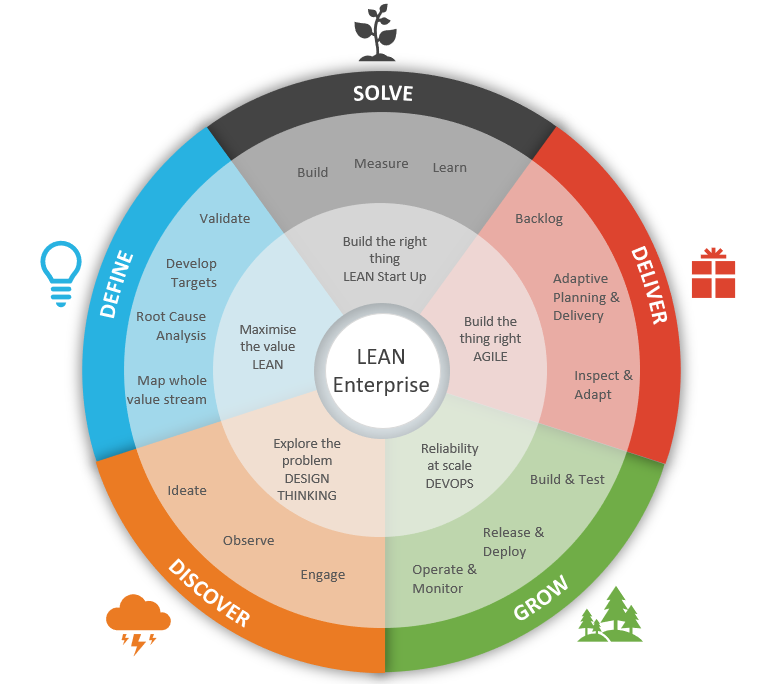 SOLVE
Build
Measure
Learn
Build the right
thing
LEAN Start Up
DELIVER
Backlog
Adaptive
Planning &
Delivery
Inspect &
Adapt
Build the
thing right
AGILE
GROW
Build & Test
Release &
Deploy
Operate &
Monitor
Reliability
at scale
DEVOPS
DISCOVER
Engage
Observe
Ideate
Explore the
problem
DESIGN
THINKING
DEFINE
Map whole
value stream
Root Cause
Analysis
Develop
Targets
Validate
Maximise
the value
LEAN
LEAN
Enterprise